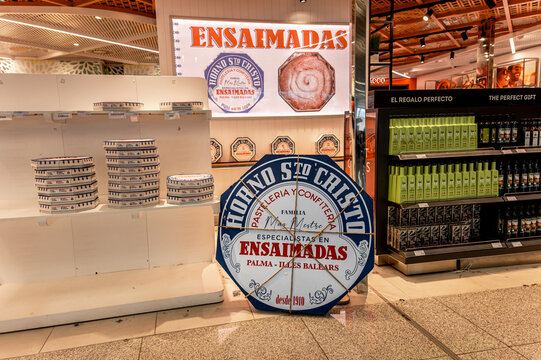 ENSAIMADAS
ENSAIMADAS
EL REGALO PERFECTO
THE PERFECT GIFT
HORNO STO CRISTO
PASTELERIA Y CONFITERIA
FAMILIA
Mas Mestre
ESPECIALISTAS EN
ENSAIMADAS
PALMA - ILLES BALEARS
desde 1910